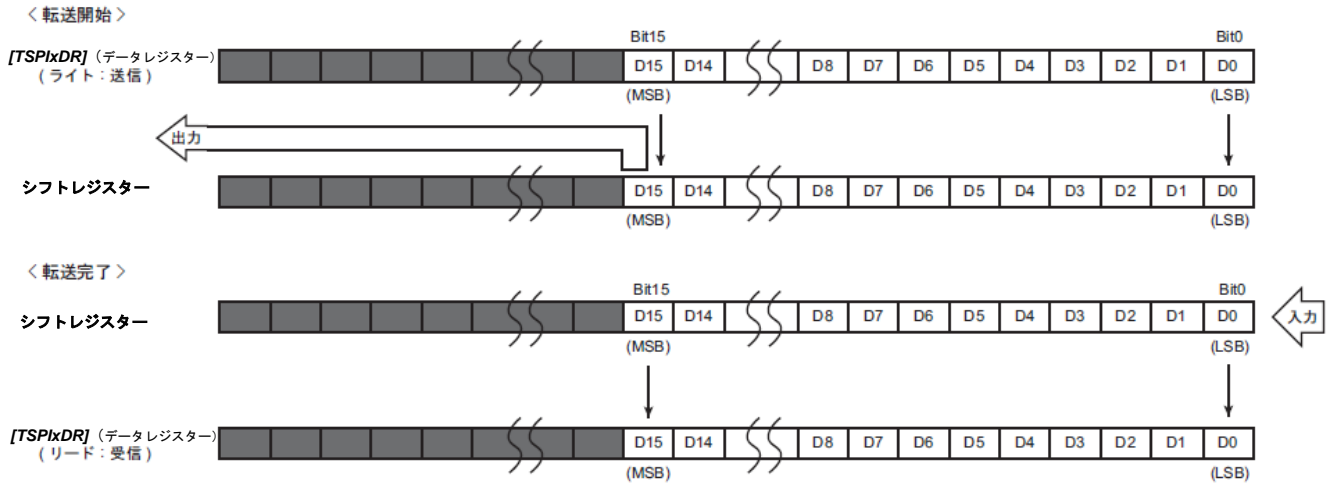 ＜転送開始＞
Bit15 Bit0
[TSPIxDR]（データレジスター）
(ライト：送信)
D15 D14 D8 D7 D6 D5 D4 D3 D2 D1 D0
(MSB) (LSB)
出力
シフトレジスター
D15 D14 D8 D7 D6 D5 D4 D3 D2 D1 D0
(MSB) (LSB)
＜転送完了＞
Bit15 Bit0
シフトレジスター
D15 D14 D8 D7 D6 D5 D4 D3 D2 D1 D0
入力
(MSB) (LSB)
[TSPIxDR]（データレジスター）
(リード：受信)
D15 D14 D8 D7 D6 D5 D4 D3 D2 D1 D0
(MSB) (LSB)